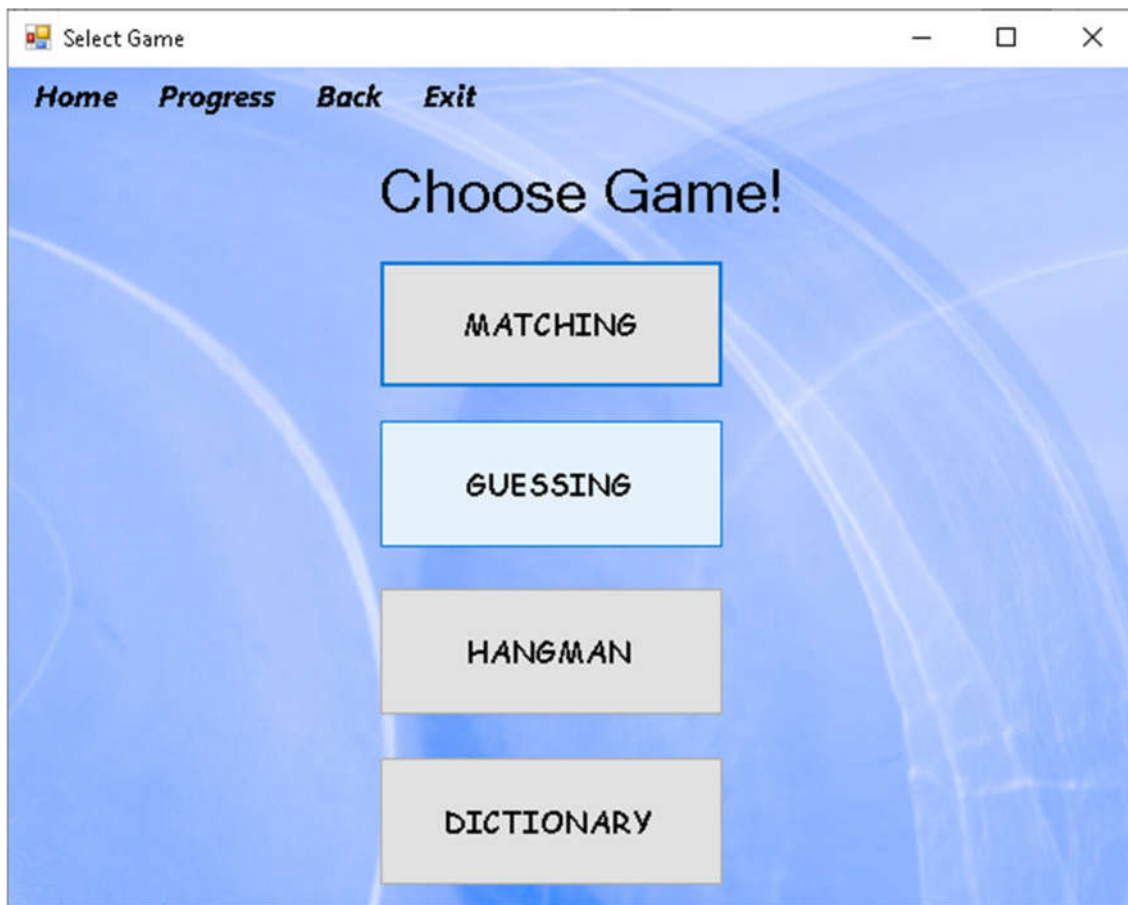 Select Game
Home Progress Back Exit
Choose Game!
MATCHING
GUESSING
HANGMAN
DICTIONARY